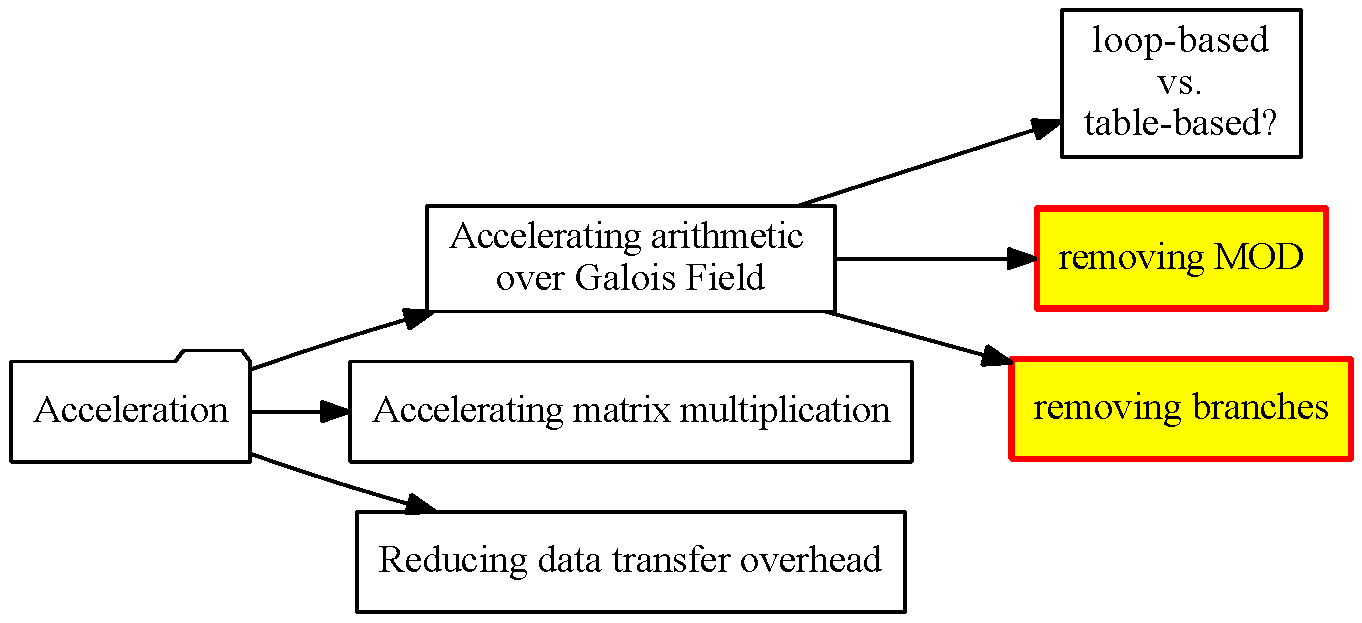 loop-based
vs.
table-based?
Accelerating arithmetic
over Galois Field
removing MOD
Acceleration
Accelerating matrix multiplication
removing branches
Reducing data transfer overhead